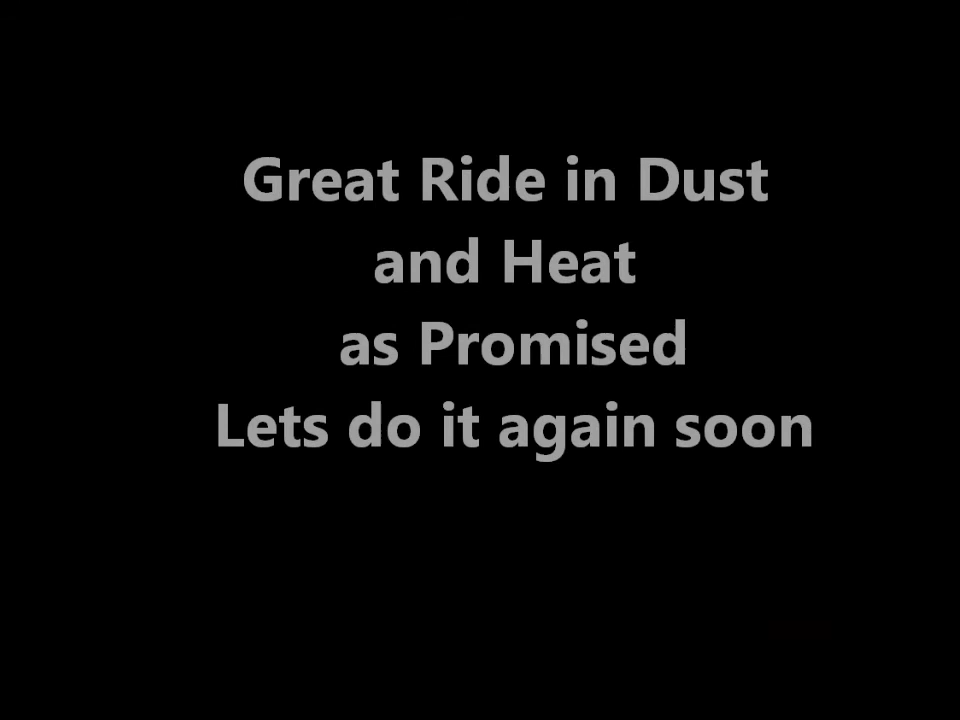 Great Ride in Dust
and Heat
as Promised
Lets do it again soon